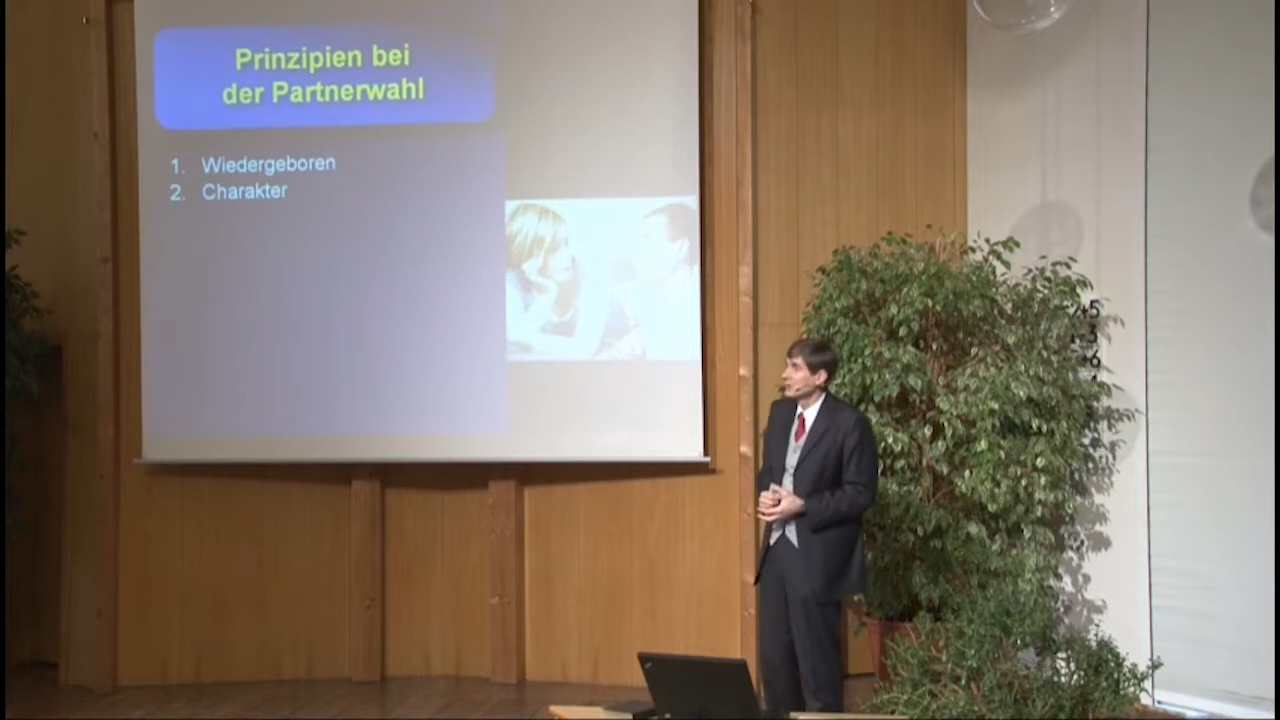 Prinzipien bei
der Partnerwahl
1. Wiedergeboren
2. Charakter